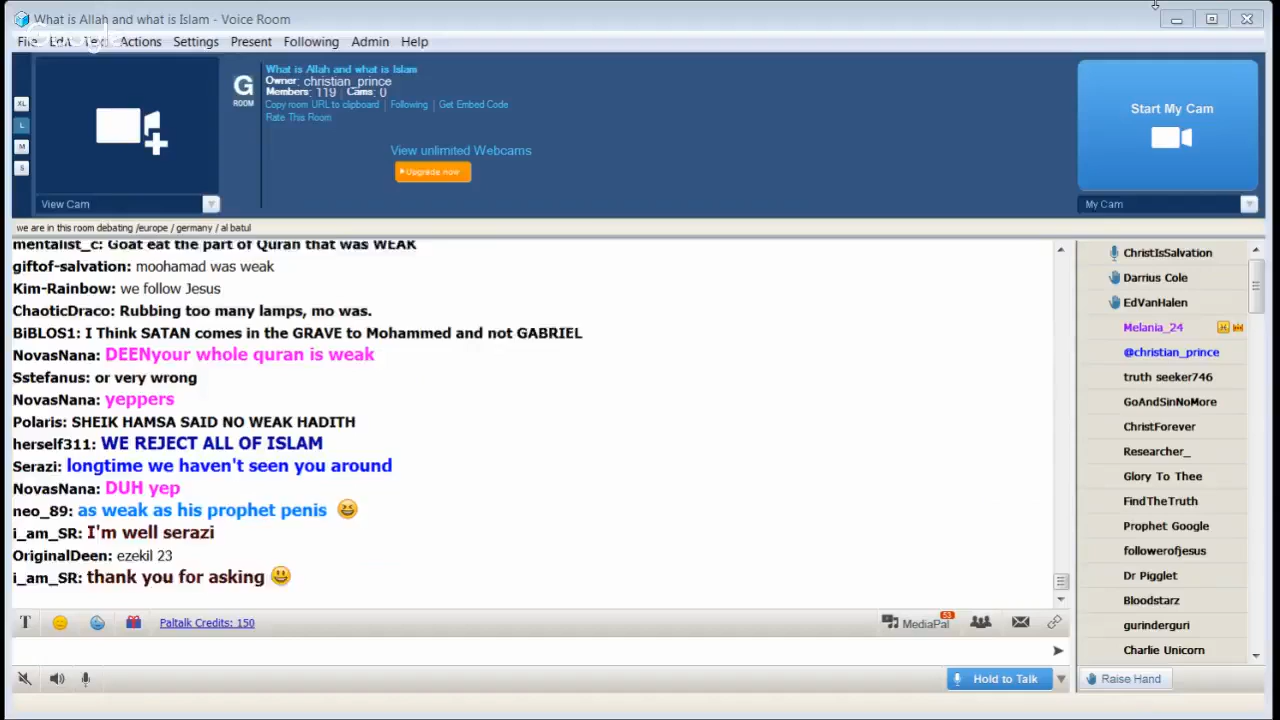 What is Allah and what is Islam - Voice Room
File Edit Text Actions Settings Present Following Admin Help
Google
XL
L
M
S
View Cam
G
ROOM
What is Allah and what is Islam
Owner: christian_prince
Members: 119 Cams: 0
Copy room URL to clipboard | Following | Get Embed Code
Rate This Room
View unlimited Webcams
Upgrade now
Start My Cam
My Cam
we are in this room debating /europe / germany / al batul
mentalist_c: Goat eat the part of Quran that was WEAK
giftof-salvation: moohamad was weak
Kim-Rainbow: we follow Jesus
ChaoticDraco: Rubbing too many lamps, mo was.
BiBLOS1: I Think SATAN comes in the GRAVE to Mohammed and not GABRIEL
NovasNana: DEENyour whole quran is weak
Sstefanus: or very wrong
NovasNana: yeppers
Polaris: SHEIK HAMSA SAID NO WEAK HADITH
herself311: WE REJECT ALL OF ISLAM
Serazi: longtime we haven't seen you around
NovasNana: DUH yep
neo_89: as weak as his prophet penis
i_am_SR: I'm well serazi
OriginalDeen: ezekil 23
i_am_SR: thank you for asking
ChristIsSalvation
Darrius Cole
EdVanHalen
Melania_24
@christian_prince
truth seeker746
GoAndSinNoMore
ChristForever
Researcher_
Glory To Thee
FindTheTruth
Prophet Google
followerofjesus
Dr Pigglet
Bloodstarz
gurinderguri
Charlie Unicorn
T
Paltalk Credits: 150
MediaPal
53
Hold to Talk
Raise Hand